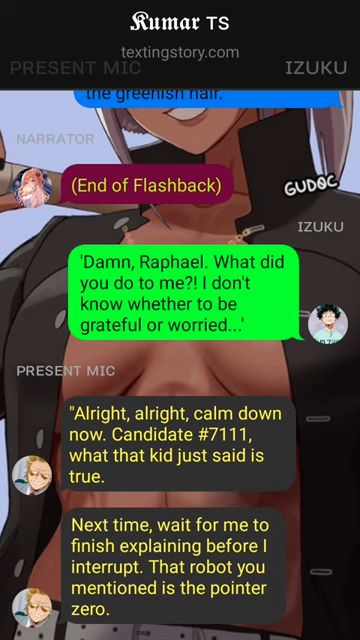 Kumar TS
textingstory.com
PRESENT MIC
IZUKU
the greenish hair.
NARRATOR
(End of Flashback)
GUDOC
IZUKU
'Damn, Raphael. What did
you do to me?! I don't
know whether to be
grateful or worried...'
PRESENT MIC
"Alright, alright, calm down
now. Candidate #7111,
what that kid just said is
true.
Next time, wait for me to
finish explaining before I
interrupt. That robot you
mentioned is the pointer
zero.